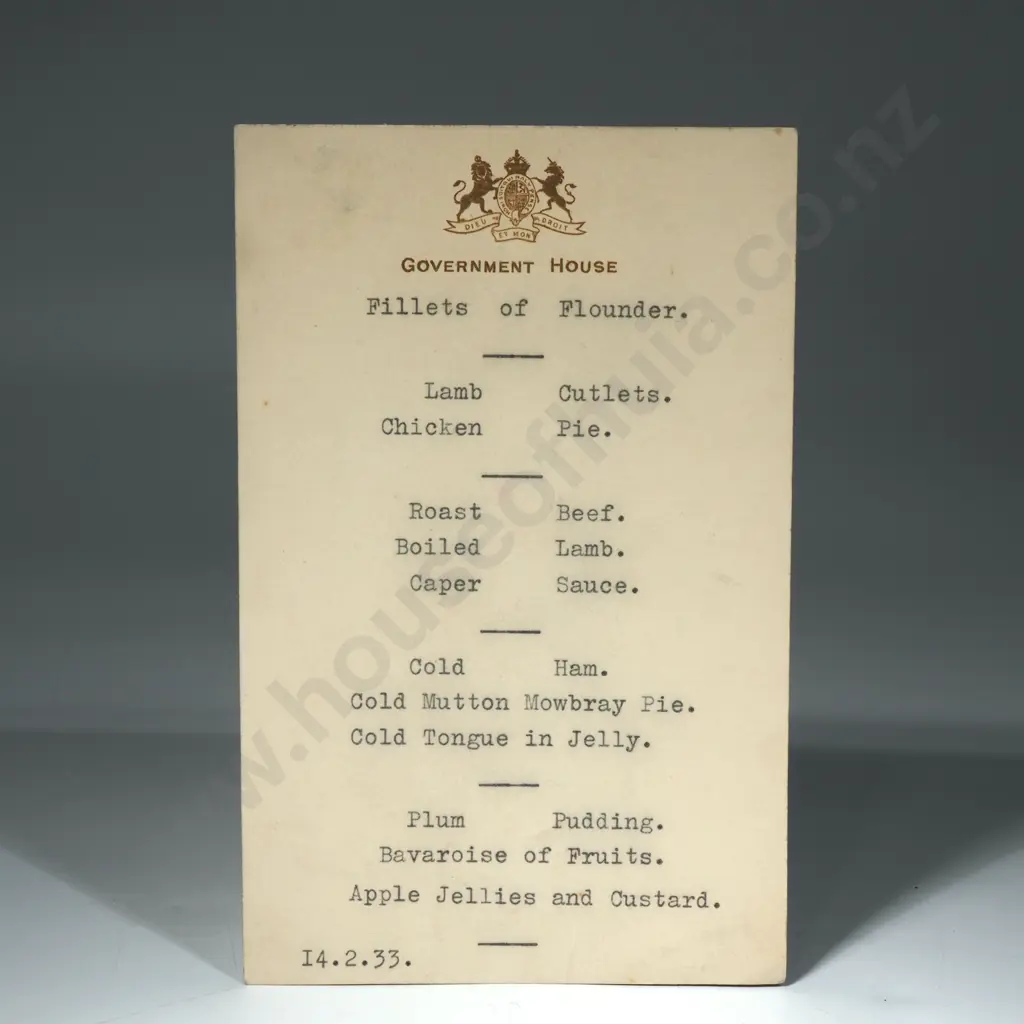 DIEU ET MON DROIT
GOVERNMENT HOUSE
Fillets of Flounder.
Lamb Cutlets.
Chicken Pie.
Roast Beef.
Boiled Lamb.
Caper Sauce.
Cold Ham.
Cold Mutton Mowbray Pie.
Cold Tongue in Jelly.
Plum Pudding.
Bavaroise of Fruits.
Apple Jellies and Custard.
14.2.33.
www.houseofhuia.co.nz